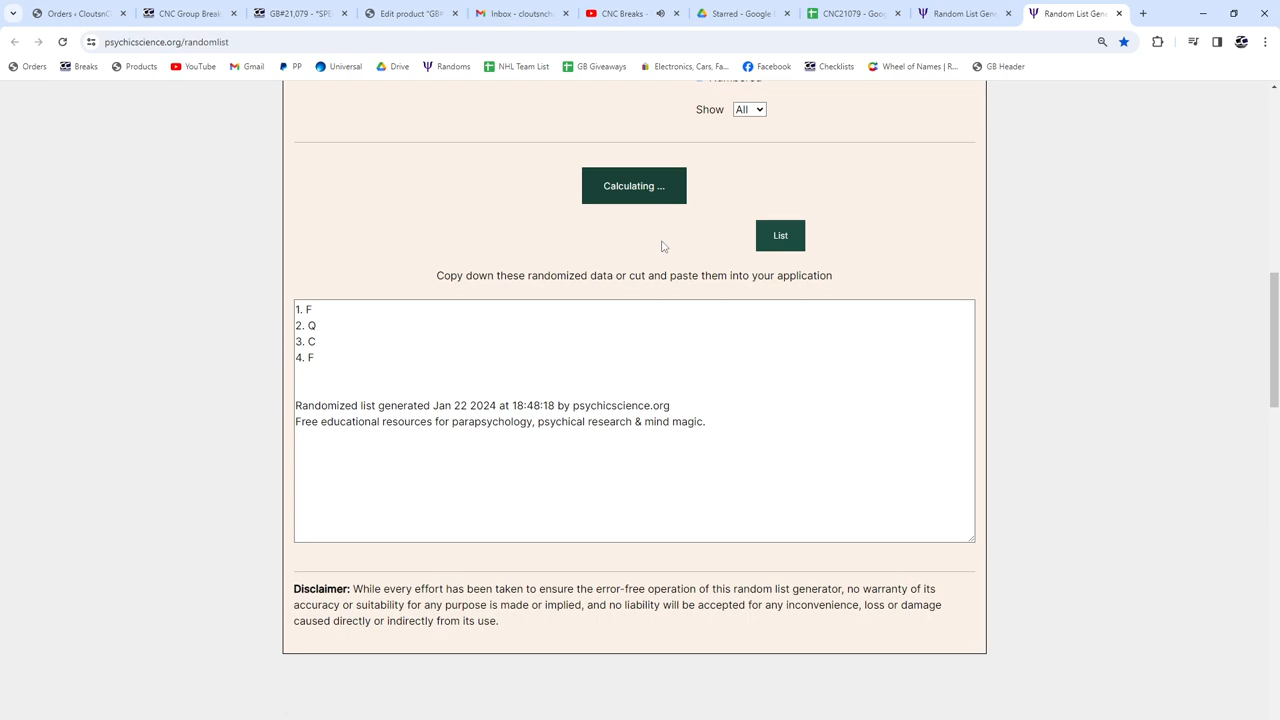 Orders ‹ CloutsnC
CNC Group Break
GB#21,079 - *SPE
Edit product "GB#
Inbox - cloutsnch
CNC Breaks -
Starred - Google
CNC21079 - Goog
Random List Gene
Random List Gene
psychicscience.org/randomlist
Orders
Breaks
Products
YouTube
Gmail
PP
Universal
Drive
Randoms
NHL Team List
GB Giveaways
Electronics, Cars, Fa...
Facebook
Checklists
Wheel of Names | R...
GB Header
Numbered
Show All
Calculating ...
List
Copy down these randomized data or cut and paste them into your application
1. F
2. Q
3. C
4. F
Randomized list generated Jan 22 2024 at 18:48:18 by psychicscience.org
Free educational resources for parapsychology, psychical research & mind magic.
Disclaimer: While every effort has been taken to ensure the error-free operation of this random list generator, no warranty of its
accuracy or suitability for any purpose is made or implied, and no liability will be accepted for any inconvenience, loss or damage
caused directly or indirectly from its use.